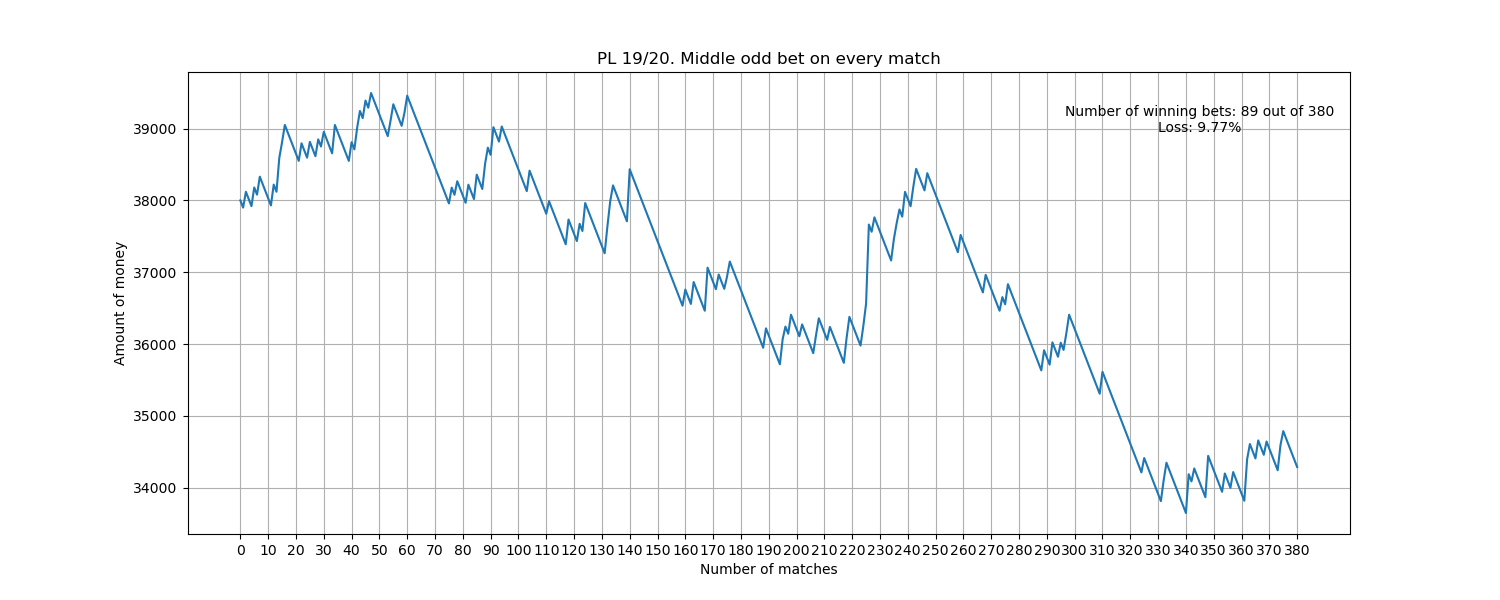 PL 19/20. Middle odd bet on every match
Number of winning bets: 89 out of 380
Loss: 9.77%
Amount of money
39000
38000
37000
36000
35000
34000
0 10 20 30 40 50 60 70 80 90 100 110 120 130 140 150 160 170 180 190 200 210 220 230 240 250 260 270 280 290 300 310 320 330 340 350 360 370 380
Number of matches